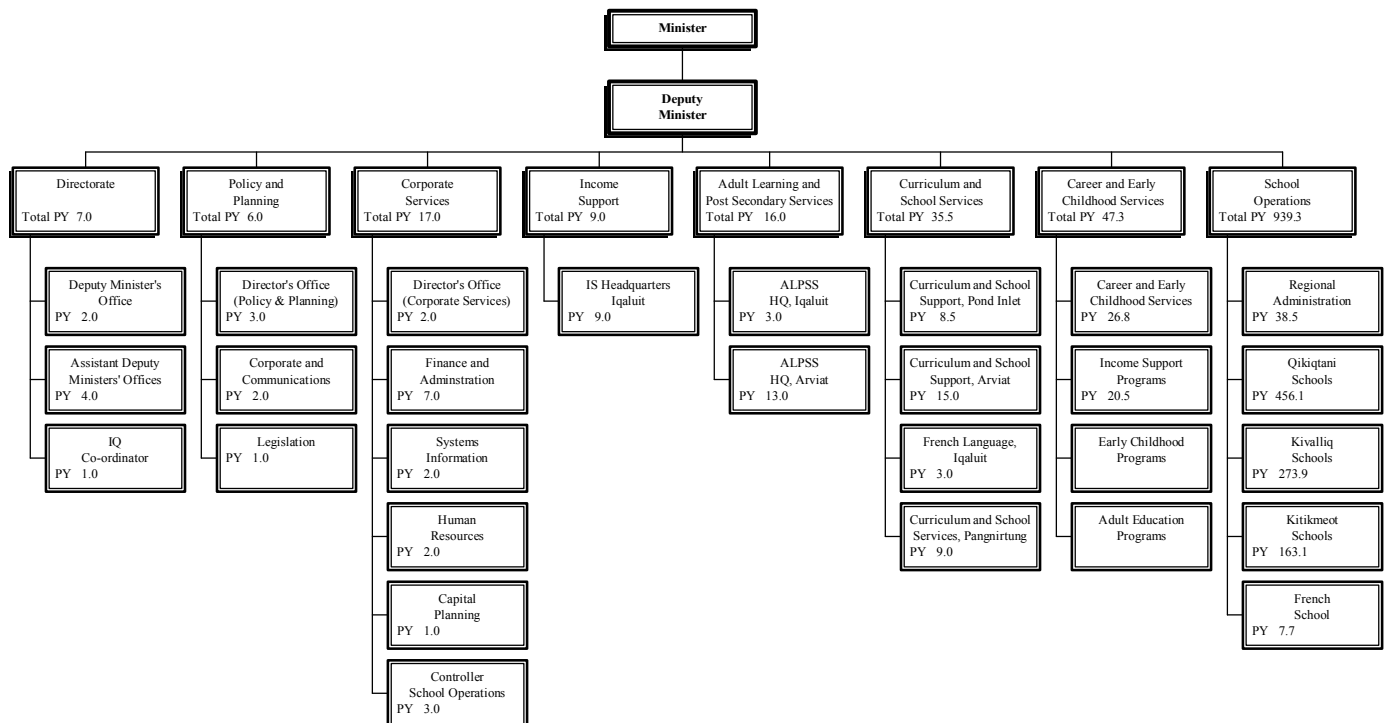 Minister
Deputy
Minister
Directorate
Total PY 7.0
Policy and
Planning
Total PY 6.0
Corporate
Services
Total PY 17.0
Income
Support
Total PY 9.0
Adult Learning and
Post Secondary Services
Total PY 16.0
Curriculum and
School Services
Total PY 35.5
Career and Early
Childhood Services
Total PY 47.3
School
Operations
Total PY 939.3
Deputy Minister's
Office
PY 2.0
Assistant Deputy
Ministers' Offices
PY 4.0
IQ
Co-ordinator
PY 1.0
Director's Office
(Policy & Planning)
PY 3.0
Corporate and
Communications
PY 2.0
Legislation
PY 1.0
Director's Office
(Corporate Services)
PY 2.0
Finance and
Adminstration
PY 7.0
Systems
Information
PY 2.0
Human
Resources
PY 2.0
Capital
Planning
PY 1.0
Controller
School Operations
PY 3.0
IS Headquarters
Iqaluit
PY 9.0
ALPSS
HQ, Iqaluit
PY 3.0
ALPSS
HQ, Arviat
PY 13.0
Curriculum and School
Support, Pond Inlet
PY 8.5
Curriculum and School
Support, Arviat
PY 15.0
French Language,
Iqaluit
PY 3.0
Curriculum and School
Services, Pangnirtung
PY 9.0
Career and Early
Childhood Services
PY 26.8
Income Support
Programs
PY 20.5
Early Childhood
Programs
Adult Education
Programs
Regional
Administration
PY 38.5
Qikiqtani
Schools
PY 456.1
Kivalliq
Schools
PY 273.9
Kitikmeot
Schools
PY 163.1
French
School
PY 7.7